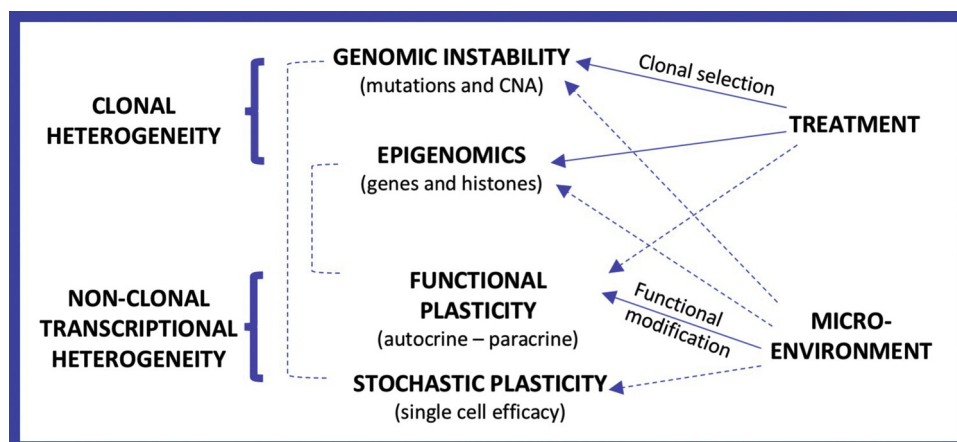 GENOMIC INSTABILITY
(mutations and CNA)
Clonal selection
CLONAL
HETEROGENEITY
TREATMENT
EPIGENOMICS
(genes and histones)
FUNCTIONAL
PLASTICITY
(autocrine – paracrine)
Functional
modification
NON-CLONAL
TRANSCRIPTIONAL
HETEROGENEITY
MICRO-
ENVIRONMENT
STOCHASTIC PLASTICITY
(single cell efficacy)